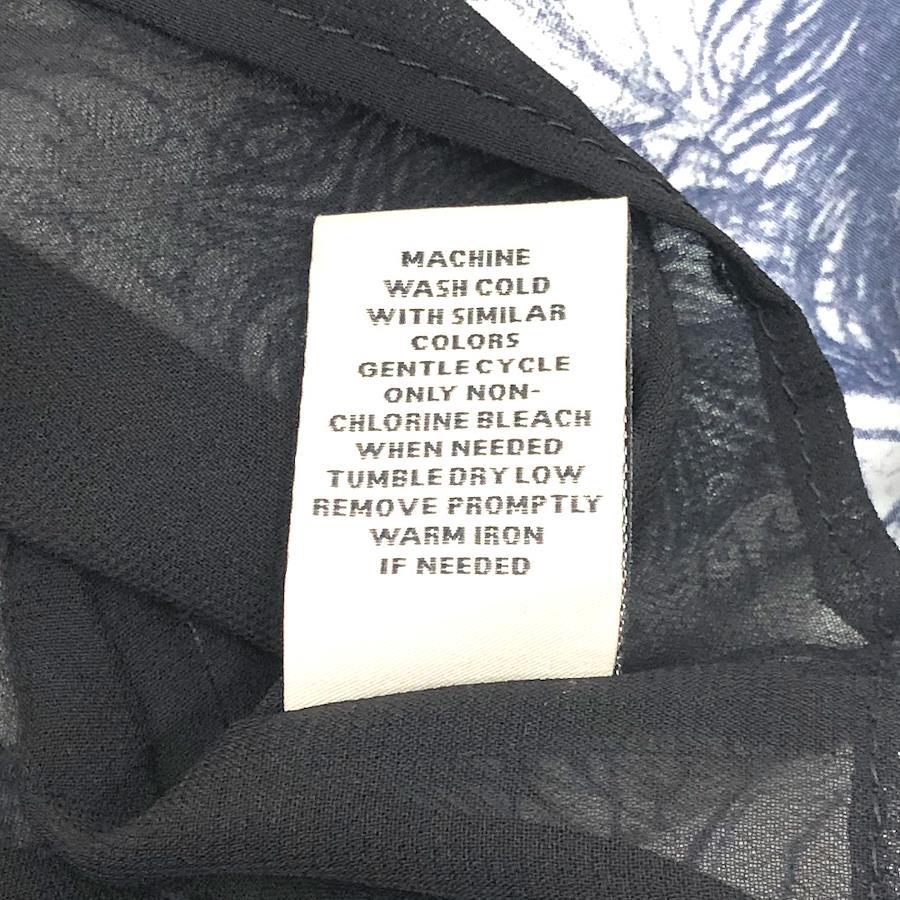 MACHINE
WASH COLD
WITH SIMILAR
COLORS
GENTLE CYCLE
ONLY NON-
CHLORINE BLEACH
WHEN NEEDED
TUMBLE DRY LOW
REMOVE PROMPTLY
WARM IRON
IF NEEDED